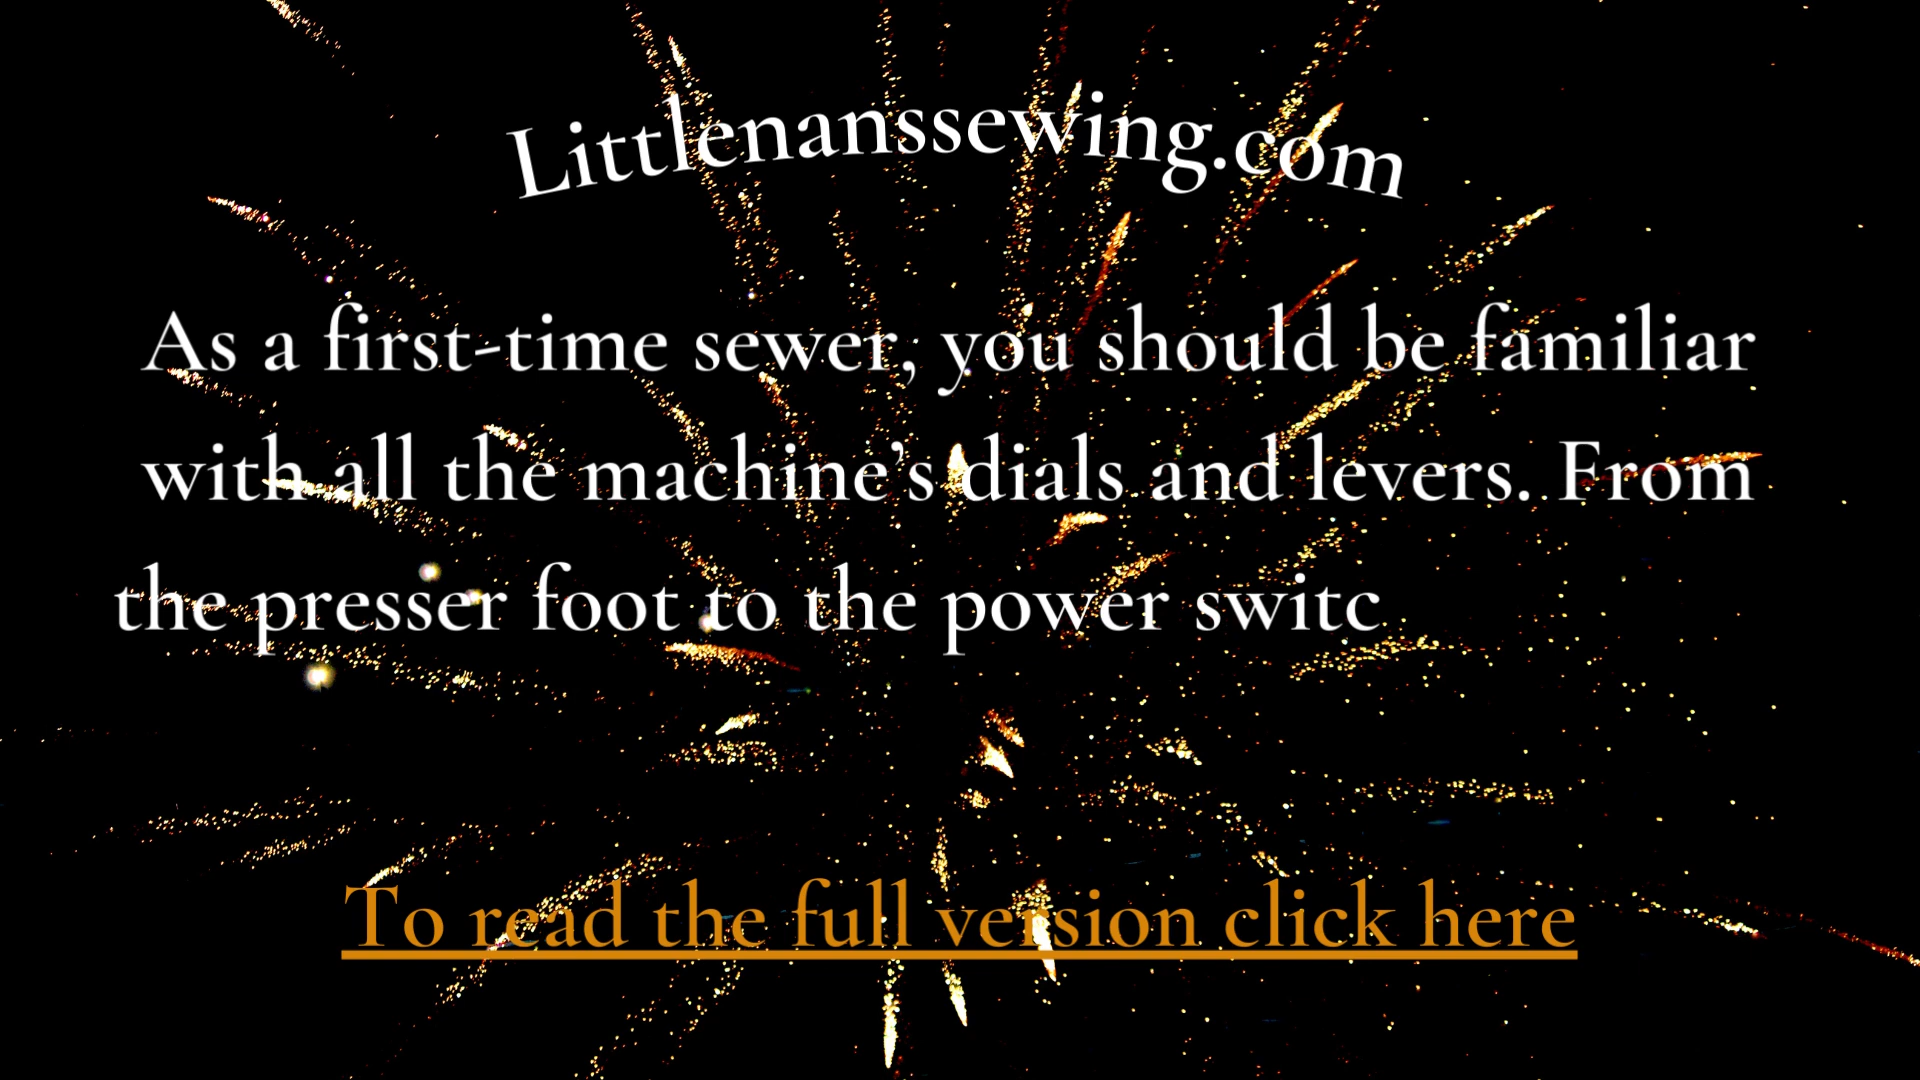 Littlenanssewing.com
As a first-time sewer, you should be familiar
with all the machine’s dials and levers. From
the presser foot to the power switc
To read the full version click here